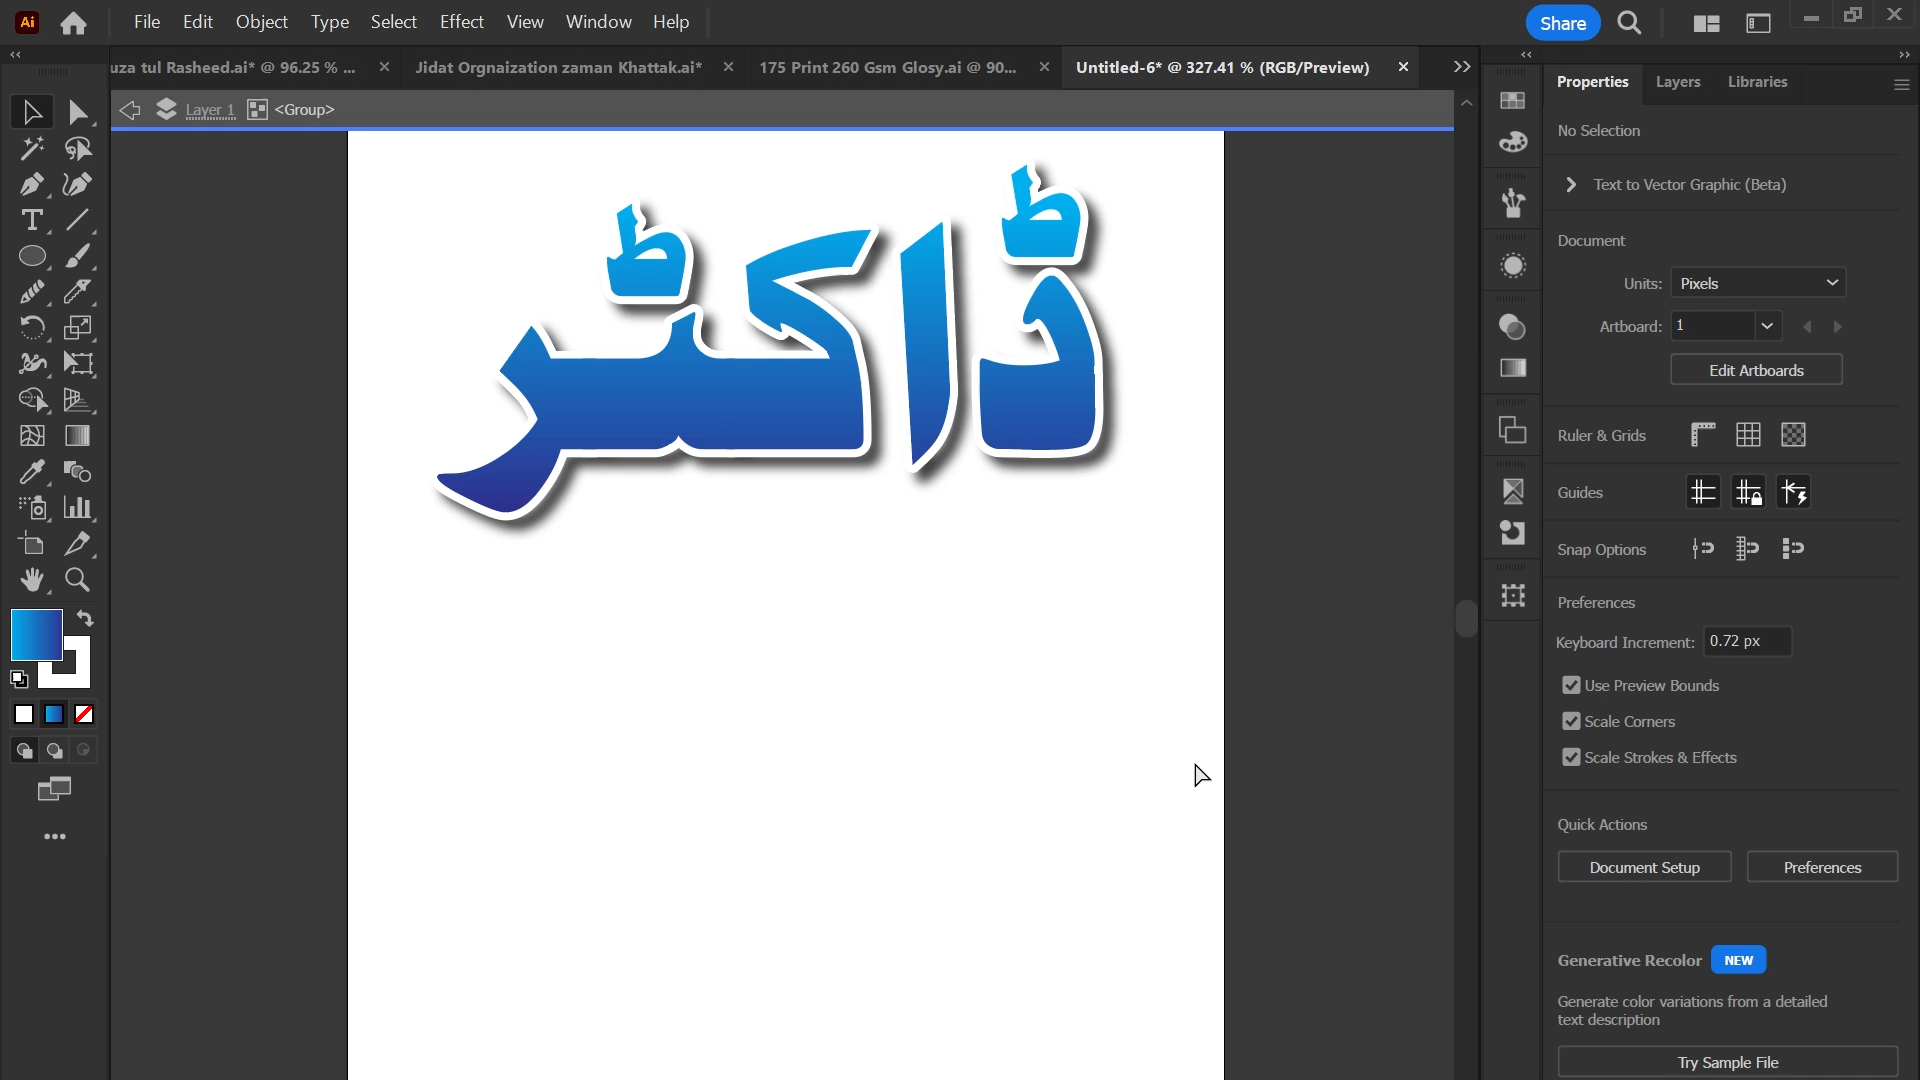 Ai File Edit Object Type Select Effect View Window Help Share
uza tul Rasheed.ai* @ 96.25 % ... Jidat Orgnaization zaman Khattak.ai* 175 Print 260 Gsm Glosy.ai @ 90... Untitled-6* @ 327.41 % (RGB/Preview)
Layer 1 <Group>
ڈاکٹر
Properties Layers Libraries
No Selection
Text to Vector Graphic (Beta)
Document
Units: Pixels
Artboard: 1
Edit Artboards
Ruler & Grids
Guides
Snap Options
Preferences
Keyboard Increment: 0.72 px
Use Preview Bounds
Scale Corners
Scale Strokes & Effects
Quick Actions
Document Setup Preferences
Generative Recolor NEW
Generate color variations from a detailed
text description
Try Sample File